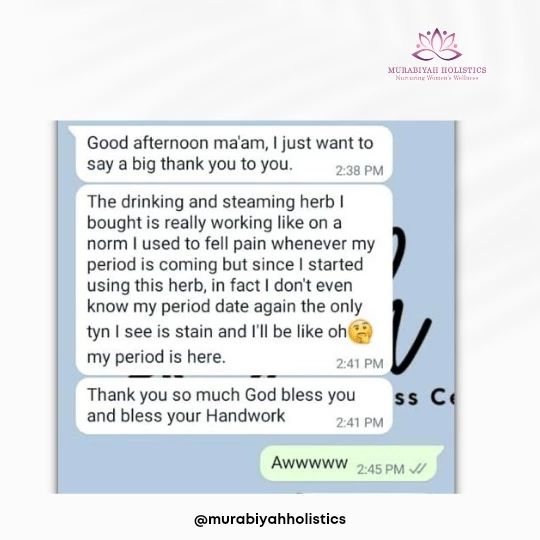 MURABIYAH HOLISTICS
Nurturing Women's Wellness
Good afternoon ma'am, I just want to
say a big thank you to you.
2:38 PM
The drinking and steaming herb I
bought is really working like on a
norm I used to fell pain whenever my
period is coming but since I started
using this herb, in fact I don't even
know my period date again the only
tyn I see is stain and I'll be like oh🤔
my period is here.
2:41 PM
Thank you so much God bless you
and bless your Handwork
2:41 PM
ss Ce
Awwwww 2:45 PM
@murabiyahholistics